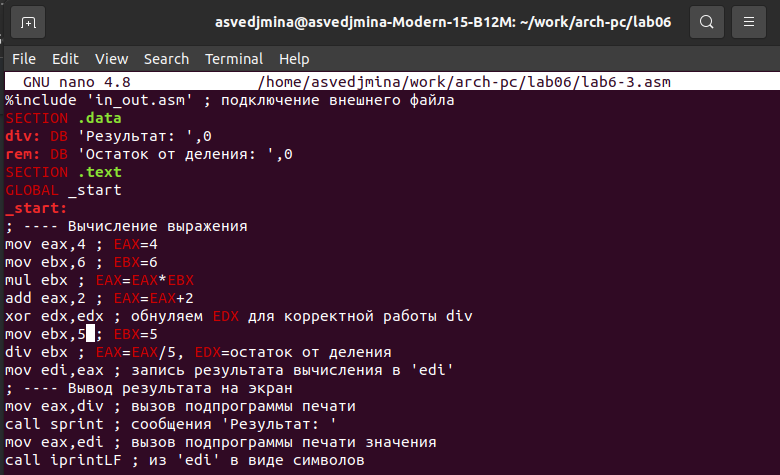 asvedjmina@asvedjmina-Modern-15-B12M: ~/work/arch-pc/lab06
File Edit View Search Terminal Help
GNU nano 4.8 /home/asvedjmina/work/arch-pc/lab06/lab6-3.asm
%include 'in_out.asm' ; подключение внешнего файла
SECTION .data
div: DB 'Результат: ',0
rem: DB 'Остаток от деления: ',0
SECTION .text
GLOBAL _start
_start:
; ---- Вычисление выражения
mov eax,4 ; EAX=4
mov ebx,6 ; EBX=6
mul ebx ; EAX=EAX*EBX
add eax,2 ; EAX=EAX+2
xor edx,edx ; обнуляем EDX для корректной работы div
mov ebx,5 ; EBX=5
div ebx ; EAX=EAX/5, EDX=остаток от деления
mov edi,eax ; запись результата вычисления в 'edi'
; ---- Вывод результата на экран
mov eax,div ; вызов подпрограммы печати
call sprint ; сообщения 'Результат: '
mov eax,edi ; вызов подпрограммы печати значения
call iprintLF ; из 'edi' в виде символов